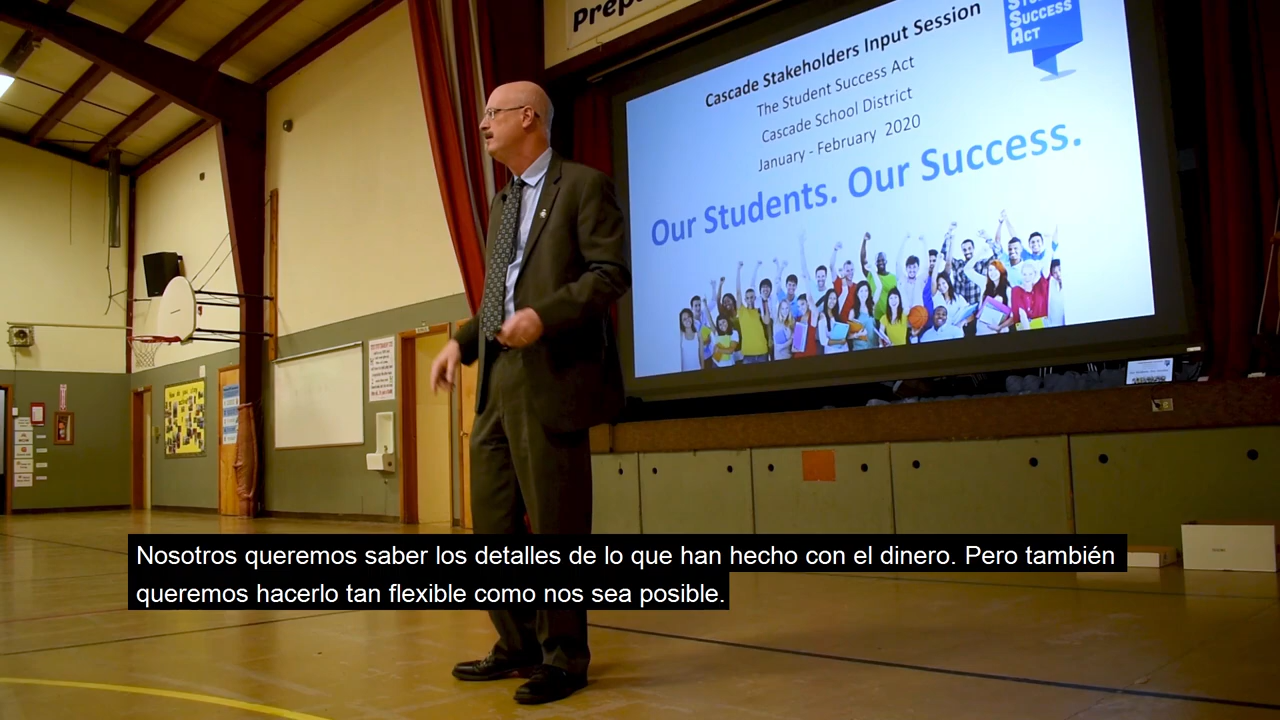 Prep
STUDENT
SUCCESS
ACT
Cascade Stakeholders Input Session
The Student Success Act
Cascade School District
January - February 2020
Our Students. Our Success.
Nosotros queremos saber los detalles de lo que han hecho con el dinero. Pero también
queremos hacerlo tan flexible como nos sea posible.